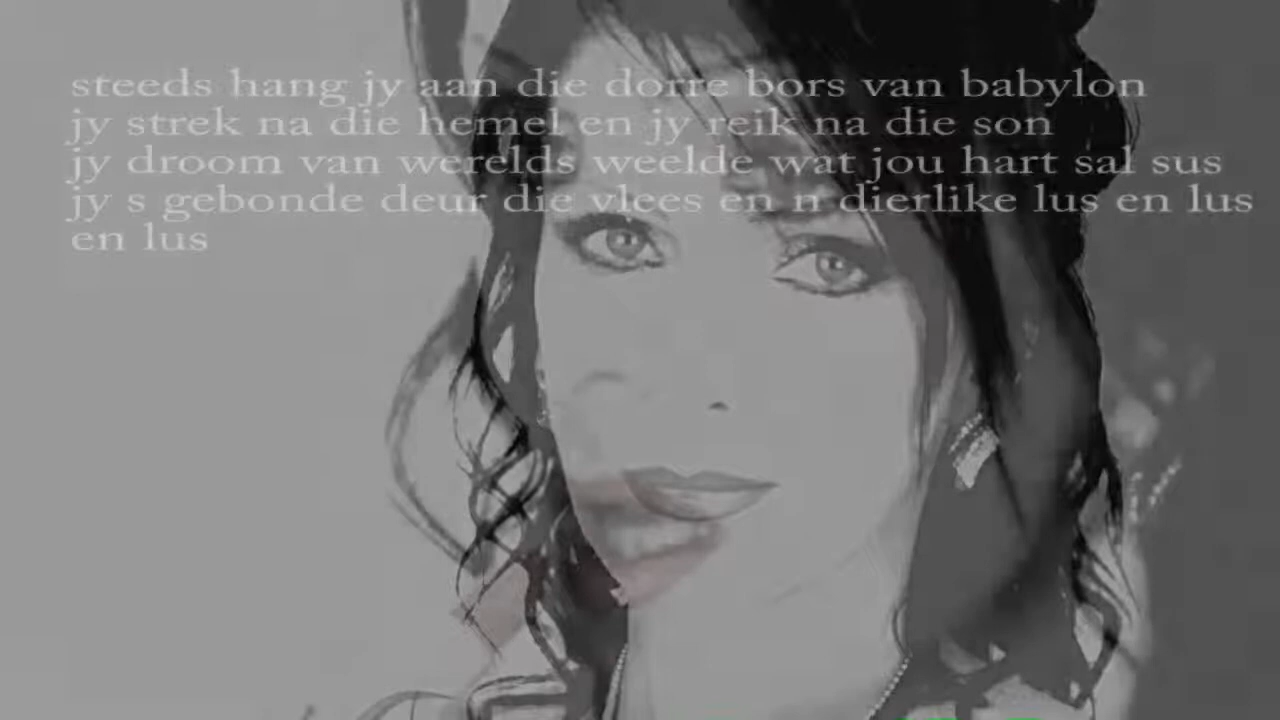 steeds hang jy aan die dorre bors van babylon
jy strek na die hemel en jy reik na die son
jy droom van werelds weelde wat jou hart sal sus
jy s gebonde deur die vlees en n dierlike lus en lus
en lus